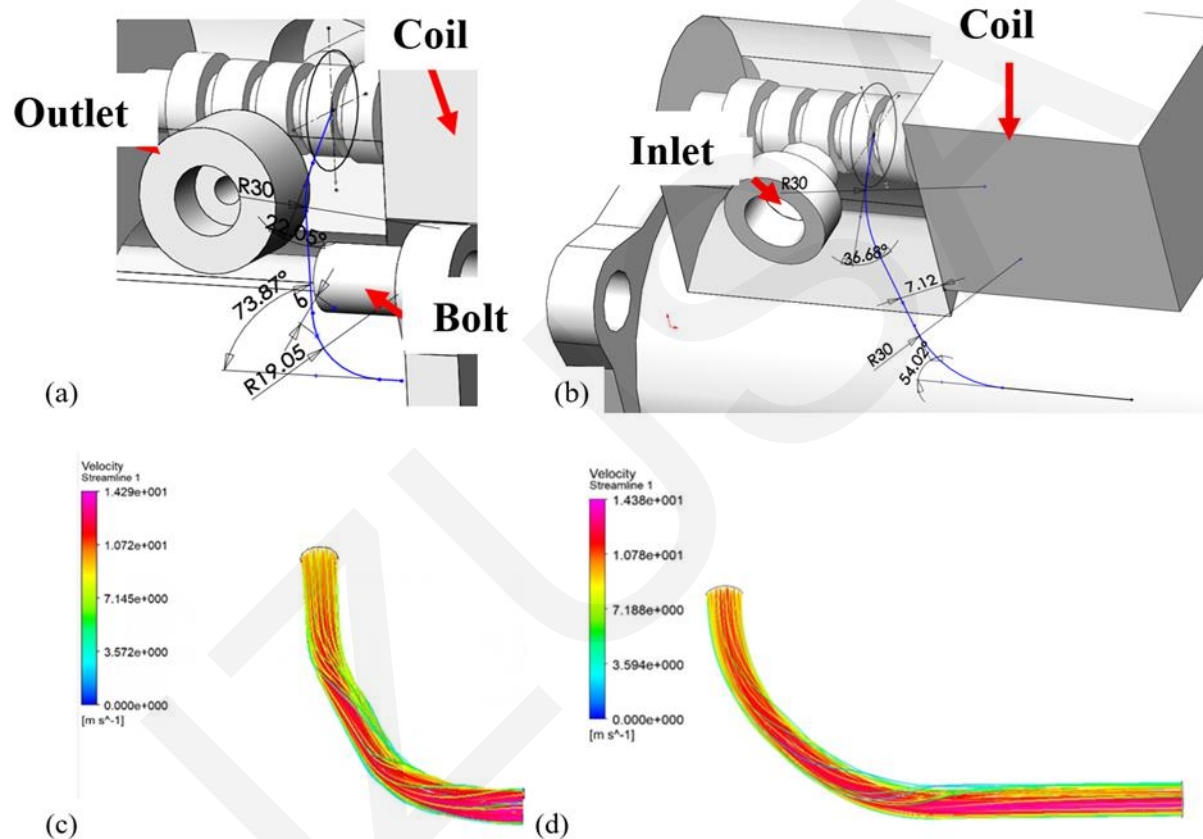 Coil
Outlet
R30
22.05°
73.87°
6
Bolt
R19.05
(a)
Coil
Inlet
R30
36.68°
7.12
R30
54.02°
(b)
Velocity
Streamline 1
1.429e+001
1.072e+001
7.145e+000
3.572e+000
0.000e+000
[m s^-1]
(c)
Velocity
Streamline 1
1.438e+001
1.078e+001
7.188e+000
3.594e+000
0.000e+000
[m s^-1]
(d)